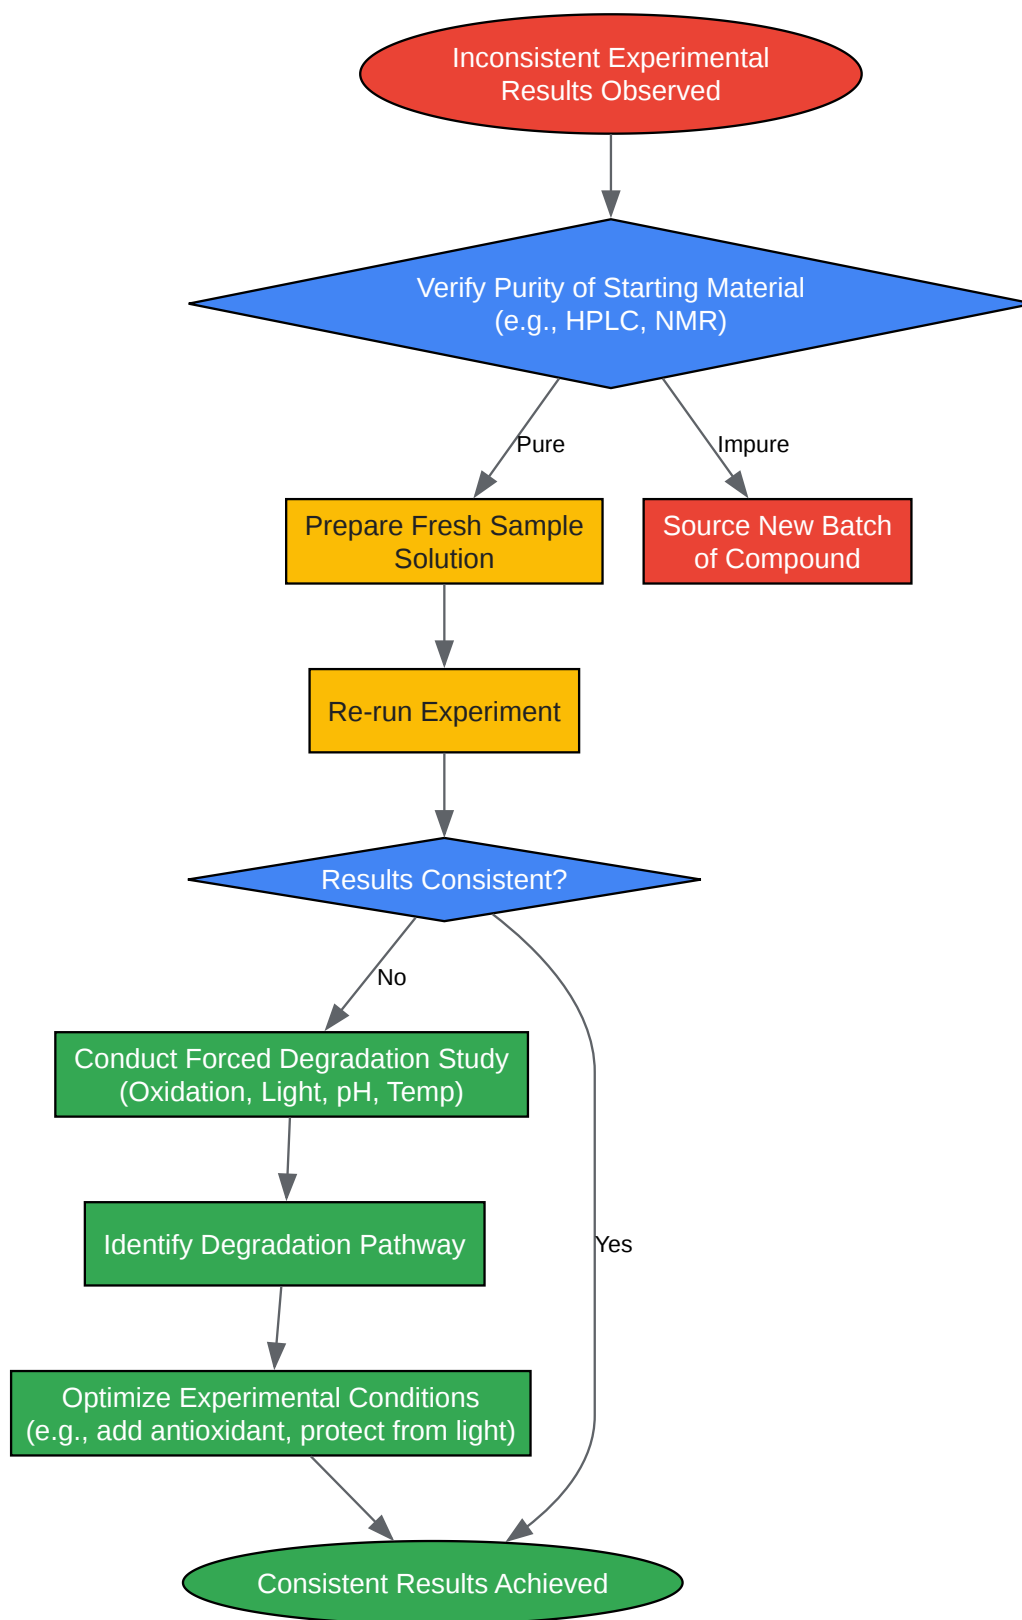 Inconsistent Experimental
Results Observed
Verify Purity of Starting Material
(e.g., HPLC, NMR)
Pure
Impure
Prepare Fresh Sample
Solution
Source New Batch
of Compound
Re-run Experiment
Results Consistent?
No
Conduct Forced Degradation Study
(Oxidation, Light, pH, Temp)
Identify Degradation Pathway
Yes
Optimize Experimental Conditions
(e.g., add antioxidant, protect from light)
Consistent Results Achieved